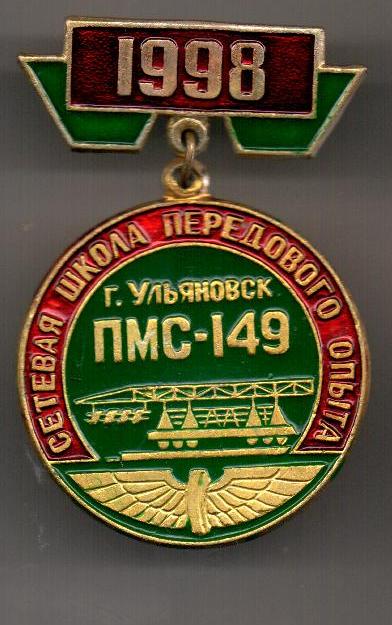 1998
СЕТЕВАЯ ШКОЛА ПЕРЕДОВОГО ОПЫТА
г. Ульяновск
ПМС-149